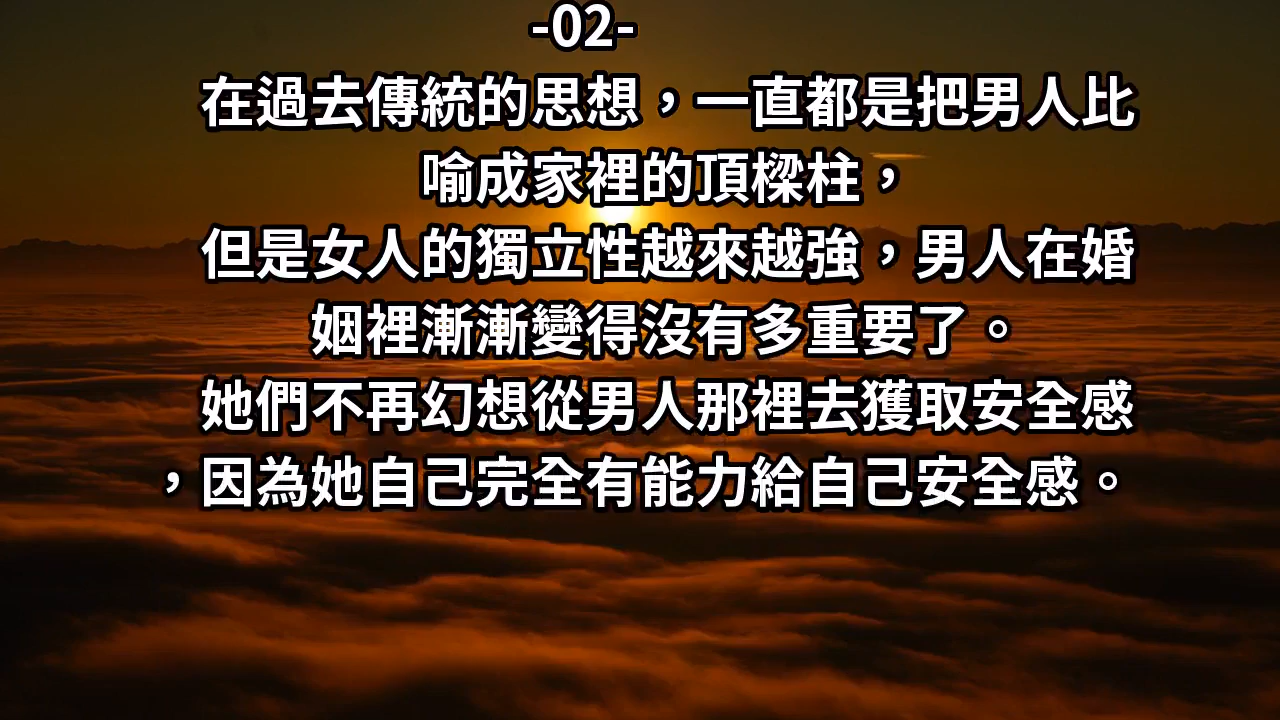 -02-
在過去傳統的思想，一直都是把男人比
喻成家裡的頂樑柱，
但是女人的獨立性越來越強，男人在婚
姻裡漸漸變得沒有多重要了。
她們不再幻想從男人那裡去獲取安全感
，因為她自己完全有能力給自己安全感。